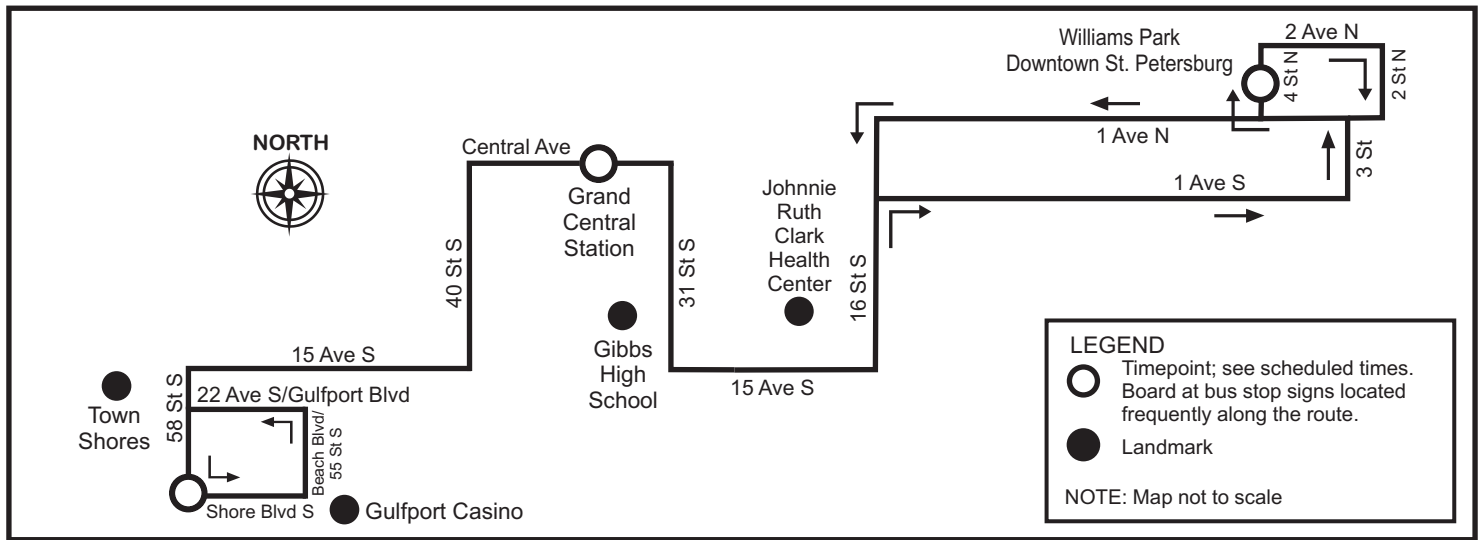 Williams Park
Downtown St. Petersburg
2 Ave N
4 St N
2 St N
1 Ave N
3 St
1 Ave S
NORTH
Central Ave
Grand
Central
Station
Johnnie
Ruth
Clark
Health
Center
40 St S
31 St S
16 St S
Gibbs
High
School
15 Ave S
15 Ave S
Town
Shores
58 St S
22 Ave S/Gulfport Blvd
Beach Blvd/
55 St S
Shore Blvd S
Gulfport Casino
LEGEND
Timepoint; see scheduled times.
Board at bus stop signs located
frequently along the route.
Landmark
NOTE: Map not to scale